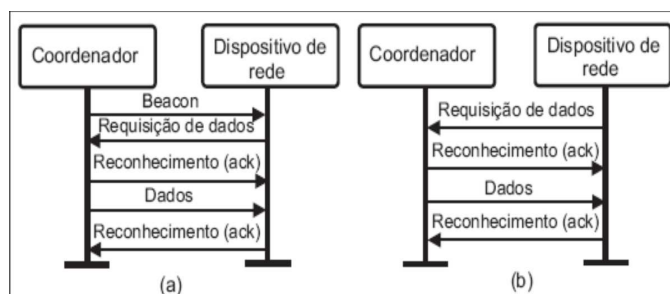 Coordenador
Dispositivo de
rede
Beacon
Requisição de dados
Reconhecimento (ack)
Dados
Reconhecimento (ack)
(a)
Coordenador
Dispositivo de
rede
Requisição de dados
Reconhecimento (ack)
Dados
Reconhecimento (ack)
(b)